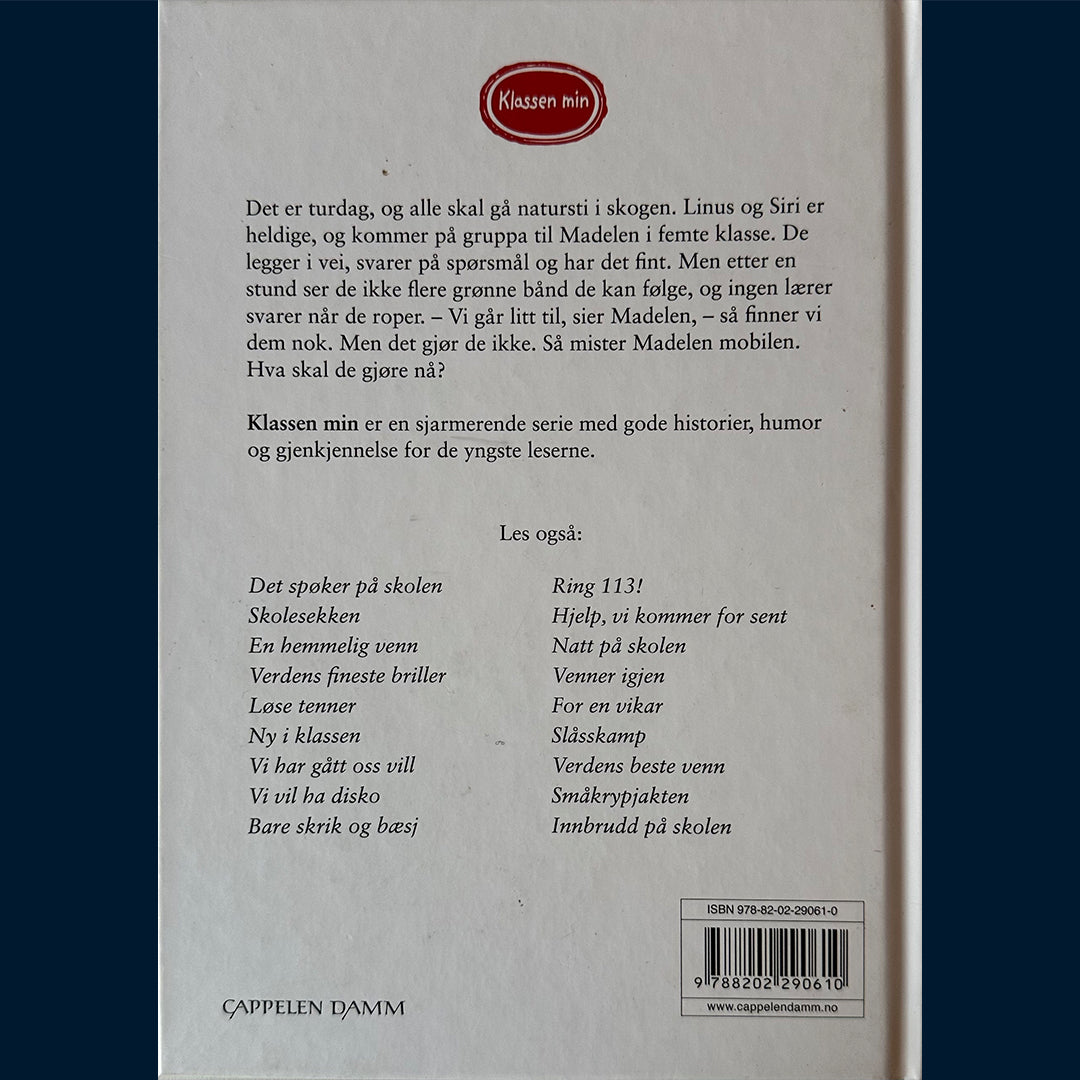 Klassen min
Det er turdag, og alle skal gå natursti i skogen. Linus og Siri er
heldige, og kommer på gruppa til Madelen i femte klasse. De
legger i vei, svarer på spørsmål og har det fint. Men etter en
stund ser de ikke flere grønne bånd de kan følge, og ingen lærer
svarer når de roper. – Vi går litt til, sier Madelen, – så finner vi
dem nok. Men det gjør de ikke. Så mister Madelen mobilen.
Hva skal de gjøre nå?
Klassen min er en sjarmerende serie med gode historier, humor
og gjenkjennelse for de yngste leserne.
Les også:
Det spøker på skolen
Skolesekken
En hemmelig venn
Verdens fineste briller
Løse tenner
Ny i klassen
Vi har gått oss vill
Vi vil ha disko
Bare skrik og bæsj
Ring 113!
Hjelp, vi kommer for sent
Natt på skolen
Venner igjen
For en vikar
Slåsskamp
Verdens beste venn
Småkrypjakten
Innbrudd på skolen
ISBN 978-82-02-29061-0
9 788202 290610
www.cappelendamm.no
CAPPELEN DAMM